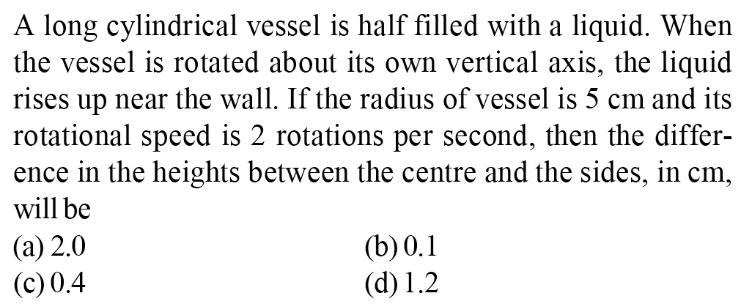 A long cylindrical vessel is half filled with a liquid. When
the vessel is rotated about its own vertical axis, the liquid
rises up near the wall. If the radius of vessel is 5 cm and its
rotational speed is 2 rotations per second, then the differ-
ence in the heights between the centre and the sides, in cm,
will be
(a) 2.0 (b) 0.1
(c) 0.4 (d) 1.2